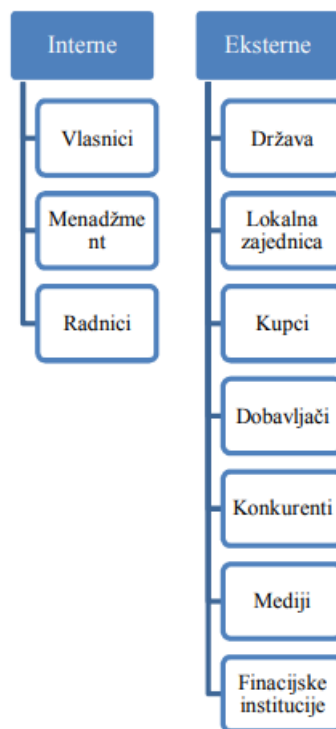 Interne
Vlasnici
Menadžme
nt
Radnici
Eksterne
Država
Lokalna
zajednica
Kupci
Dobavljači
Konkurenti
Mediji
Finacijske
institucije